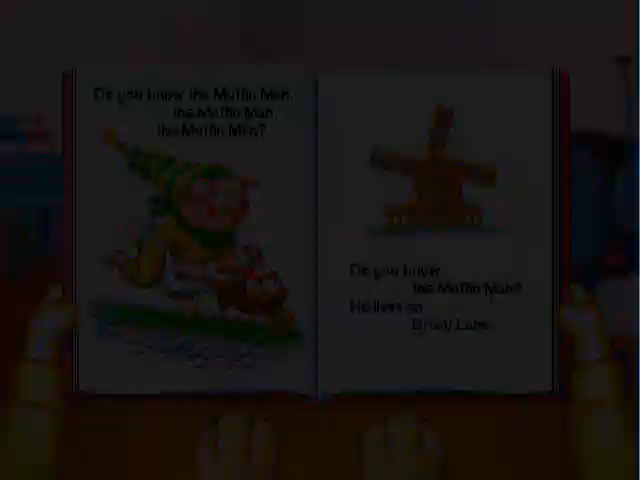 Do you know the Muffin Man,
the Muffin Man,
the Muffin Man?
Do you know
the Muffin Man?
He lives on
Drury Lane.